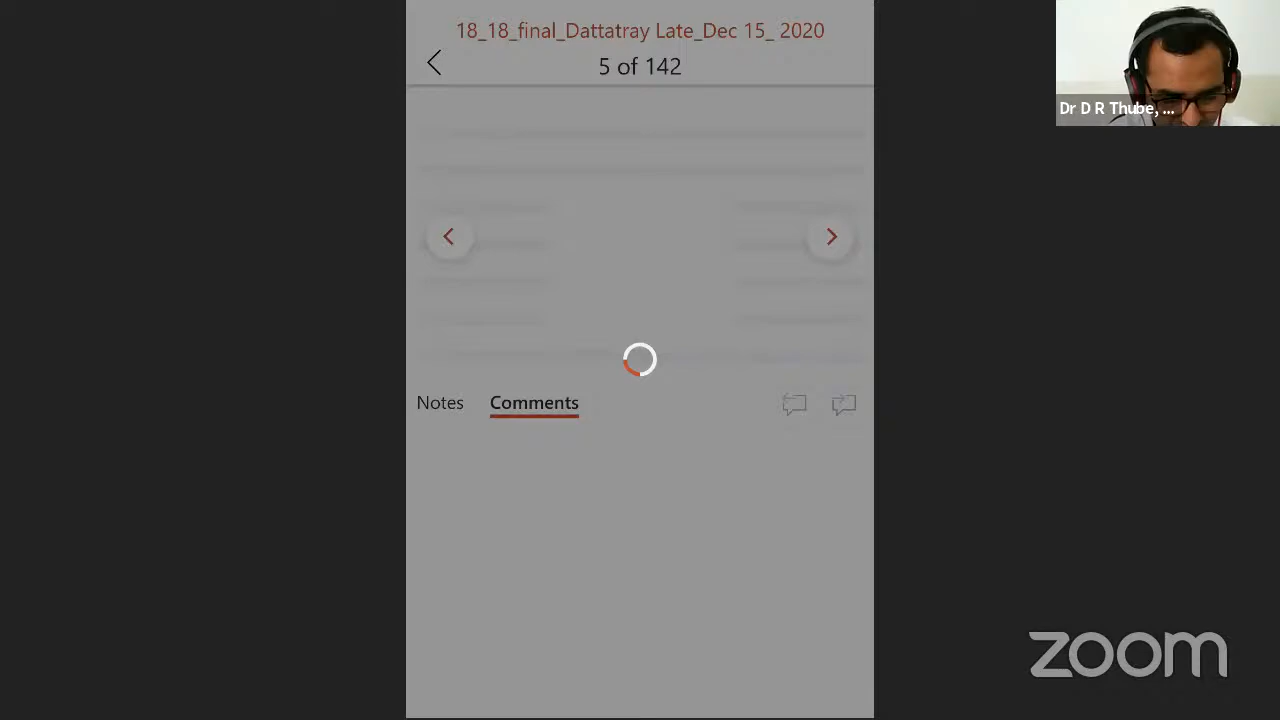 18_18_final_Dattatray Late_Dec 15_ 2020
5 of 142
Dr D R Thube, ...
Notes
Comments
zoom